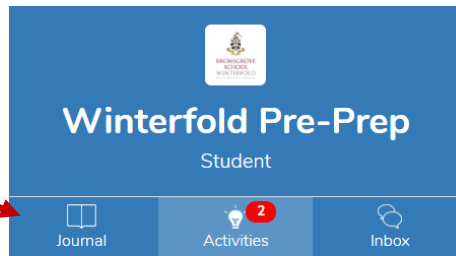 BROMSGROVE
SCHOOL
WINTERFOLD
Winterfold Pre-Prep
Student
2
Journal Activities Inbox